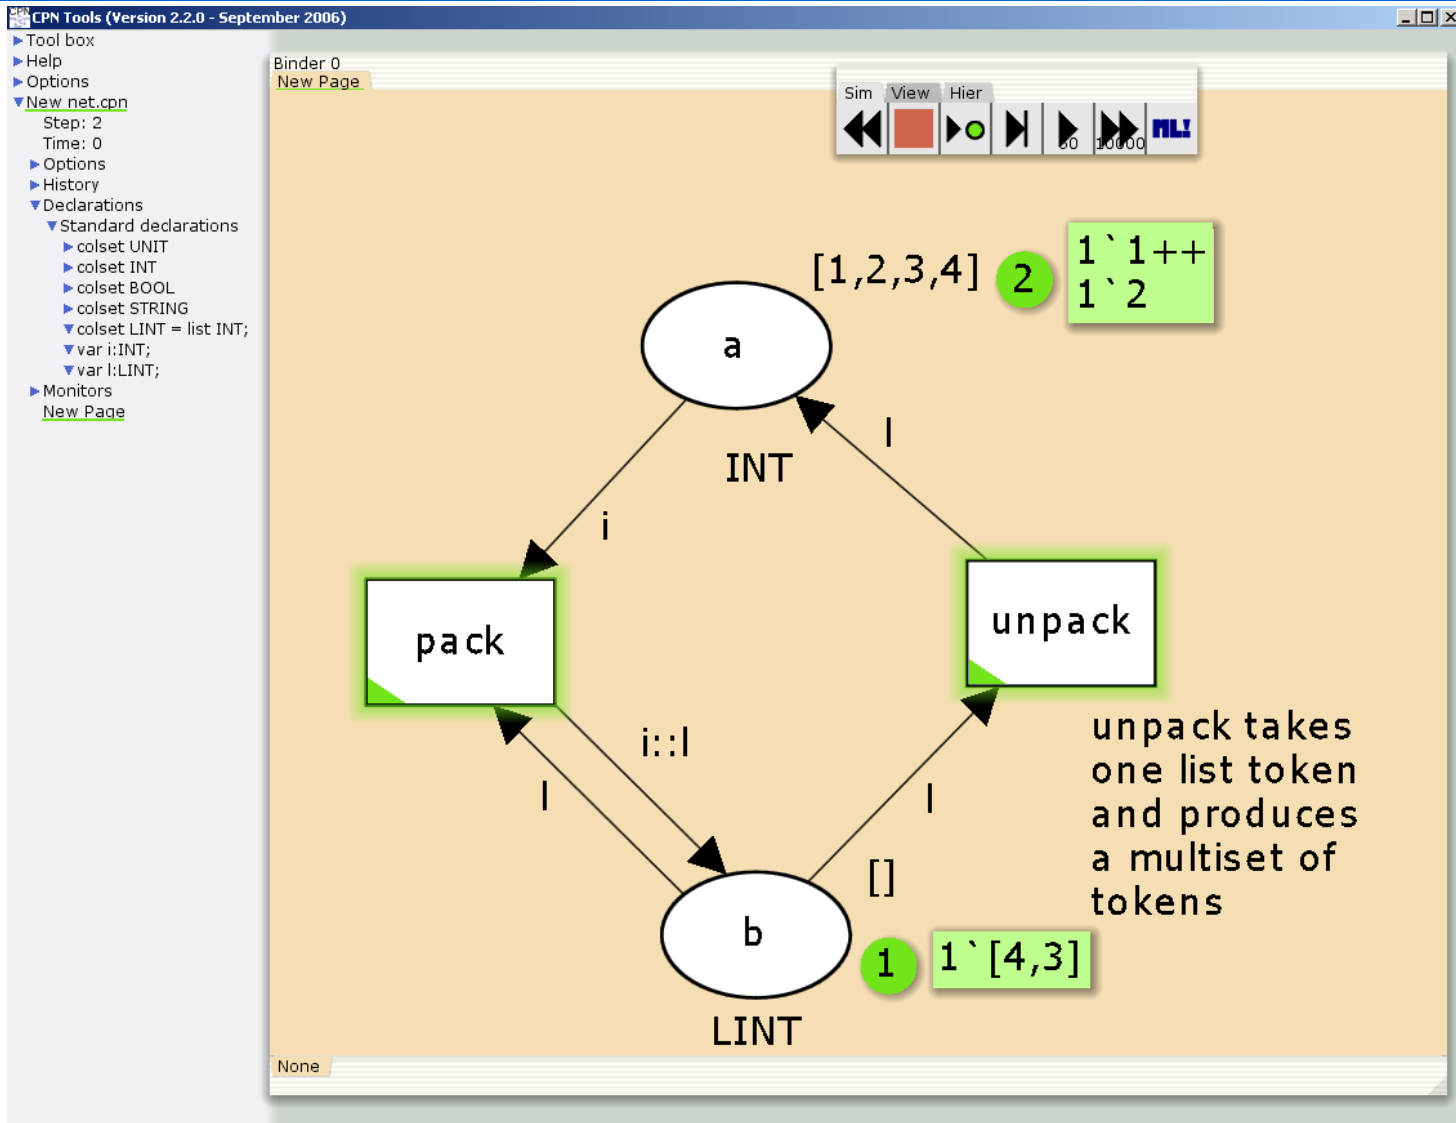 CPN Tools (Version 2.2.0 - September 2006)
Tool box
Help
Options
New net.cpn
Step: 2
Time: 0
Options
History
Declarations
Standard declarations
colset UNIT
colset INT
colset BOOL
colset STRING
colset LINT = list INT;
var i:INT;
var l:LINT;
Monitors
New Page
Binder 0
New Page
Sim View Hier
50 10000 ML!
[1,2,3,4] 2
1`1++
1`2
a
INT
l
i
pack
unpack
i::l
l
l
[]
unpack takes
one list token
and produces
a multiset of
tokens
b
1 1`[4,3]
LINT
None